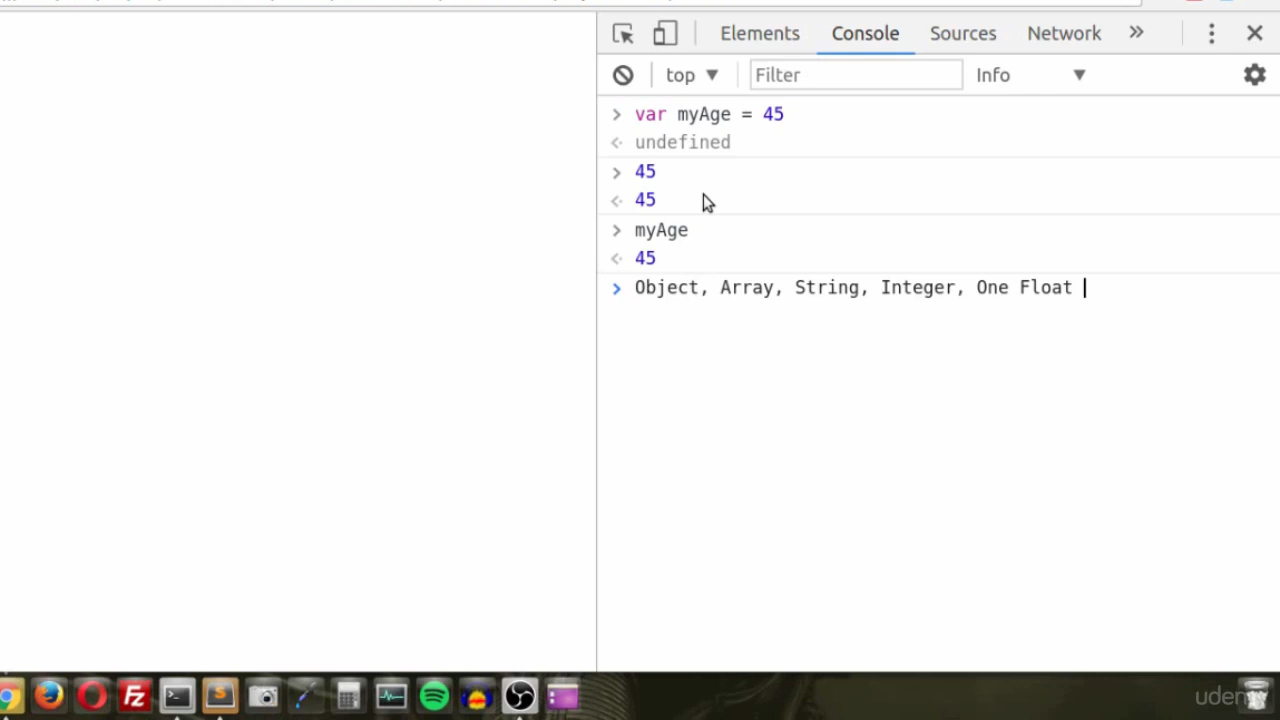 Elements Console Sources Network
top Filter Info
> var myAge = 45
undefined
> 45
45
> myAge
45
> Object, Array, String, Integer, One Float
Fz
S
udemy